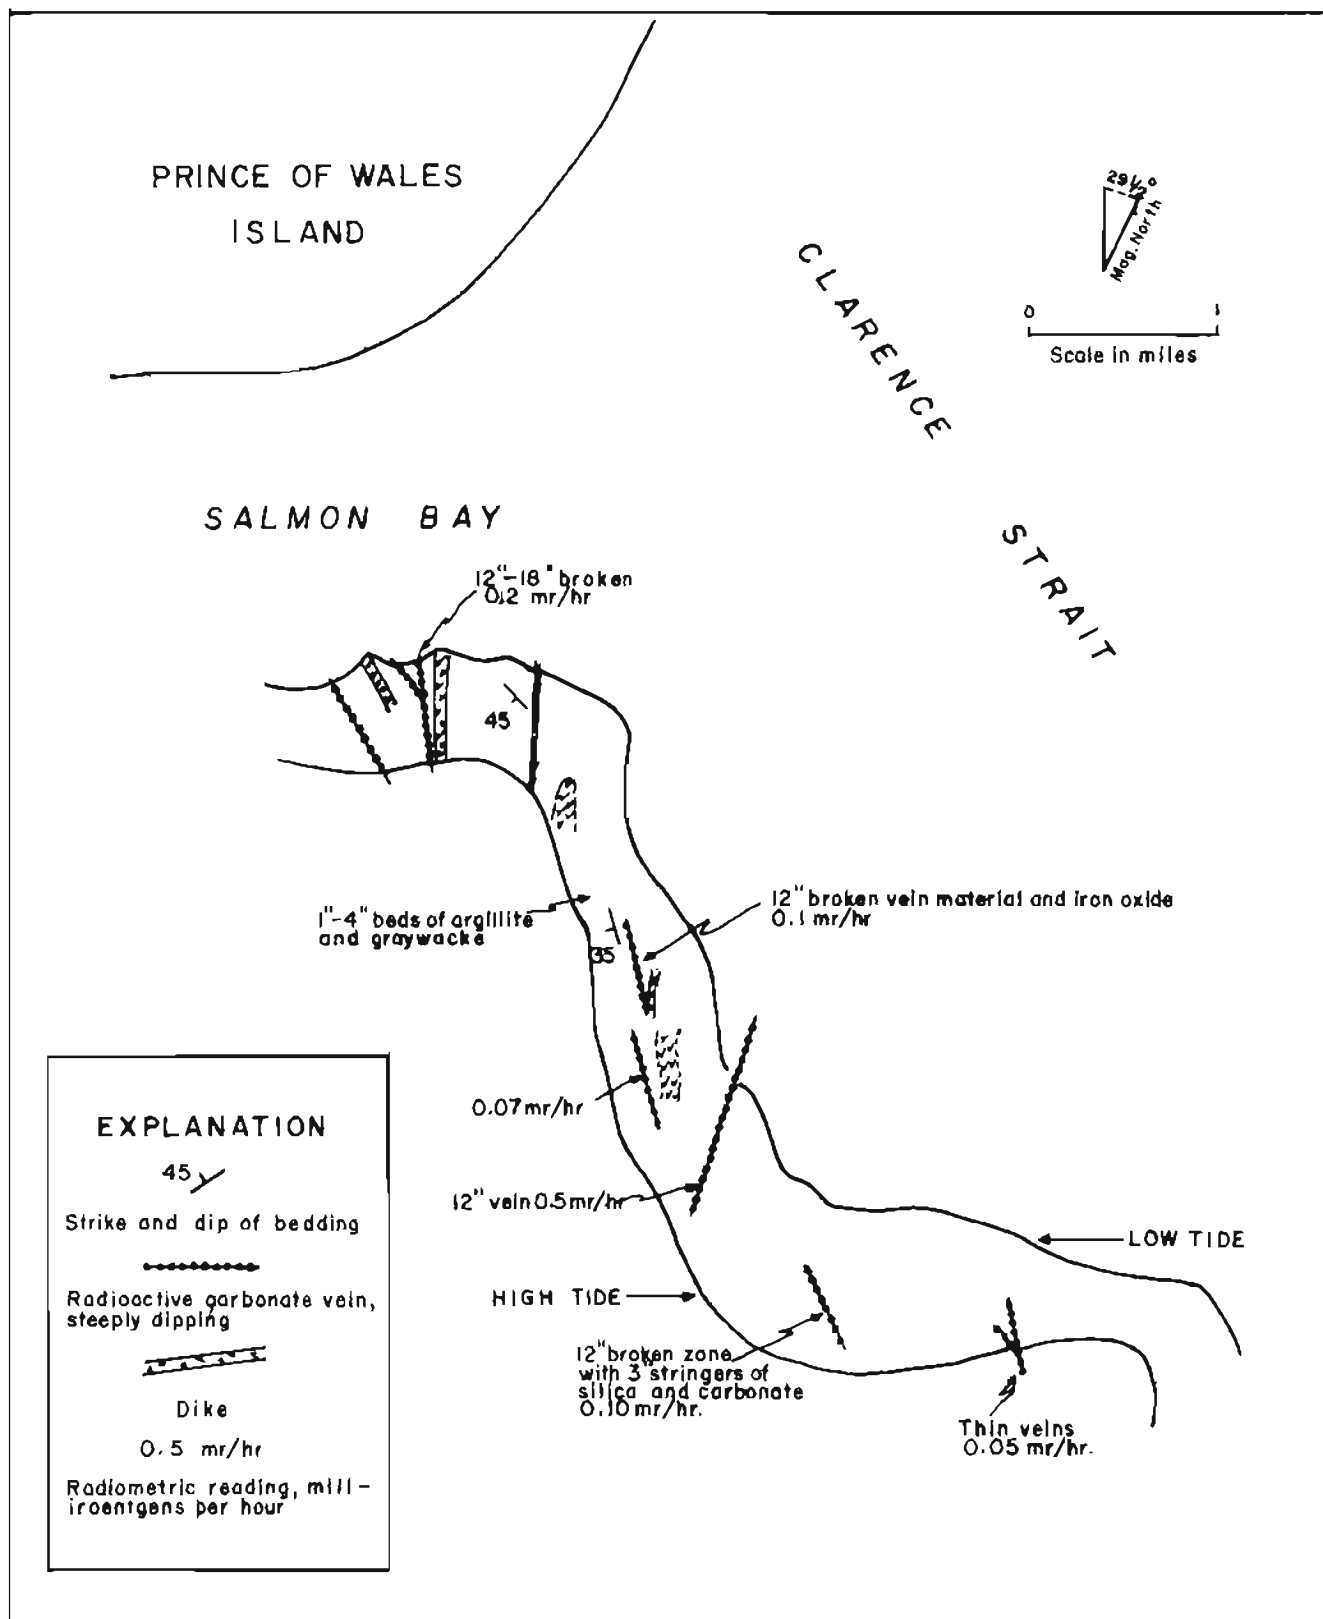 PRINCE OF WALES
ISLAND
29 1/2°
Mag. North
0 1
Scale in miles
CLARENCE
STRAIT
SALMON BAY
12"-18" broken
0.2 mr/hr
45
12" broken vein material and iron oxide
0.1 mr/hr
1"-4" beds of argillite
and graywacke
35
0.07 mr/hr
12" vein 0.5 mr/hr
LOW TIDE
HIGH TIDE
12" broken zone
with 3" stringers of
silica and carbonate
0.10 mr/hr.
Thin veins
0.05 mr/hr.
EXPLANATION
45
Strike and dip of bedding
Radioactive carbonate vein,
steeply dipping
Dike
0.5 mr/hr
Radiometric reading, mill-
iroentgens per hour